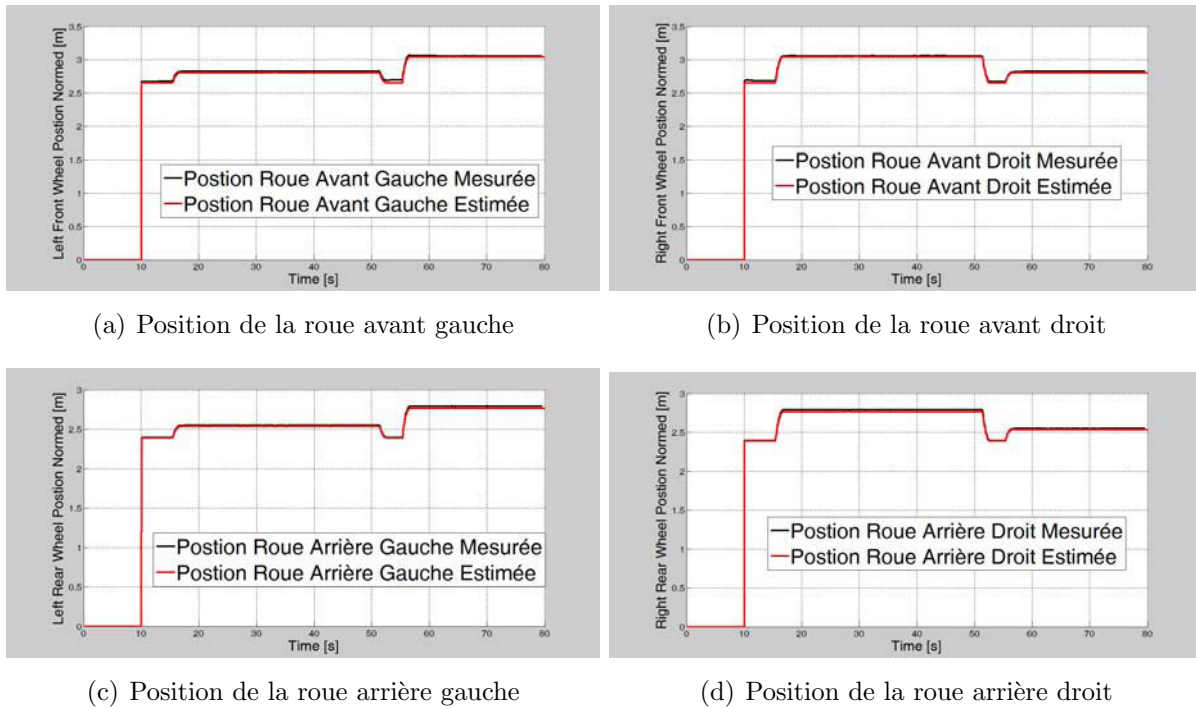 Left Front Wheel Postion Normed [m]
3.5
3
2.5
2
1.5
1
0.5
0
Postion Roue Avant Gauche Mesurée
Postion Roue Avant Gauche Estimée
0 10 20 30 40 50 60 70 80
Time [s]
(a) Position de la roue avant gauche
Right Front Wheel Postion Normed [m]
3.5
3
2.5
2
1.5
1
0.5
0
Postion Roue Avant Droit Mesurée
Postion Roue Avant Droit Estimée
0 10 20 30 40 50 60 70 80
Time [s]
(b) Position de la roue avant droit
Left Rear Wheel Postion Normed [m]
3
2.5
2
1.5
1
0.5
0
Postion Roue Arrière Gauche Mesurée
Postion Roue Arrière Gauche Estimée
0 10 20 30 40 50 60 70 80
Time [s]
(c) Position de la roue arrière gauche
Right Rear Wheel Postion Normed [m]
3
2.5
2
1.5
1
0.5
0
Postion Roue Arrière Droit Mesurée
Postion Roue Arrière Droit Estimée
0 10 20 30 40 50 60 70 80
Time [s]
(d) Position de la roue arrière droit